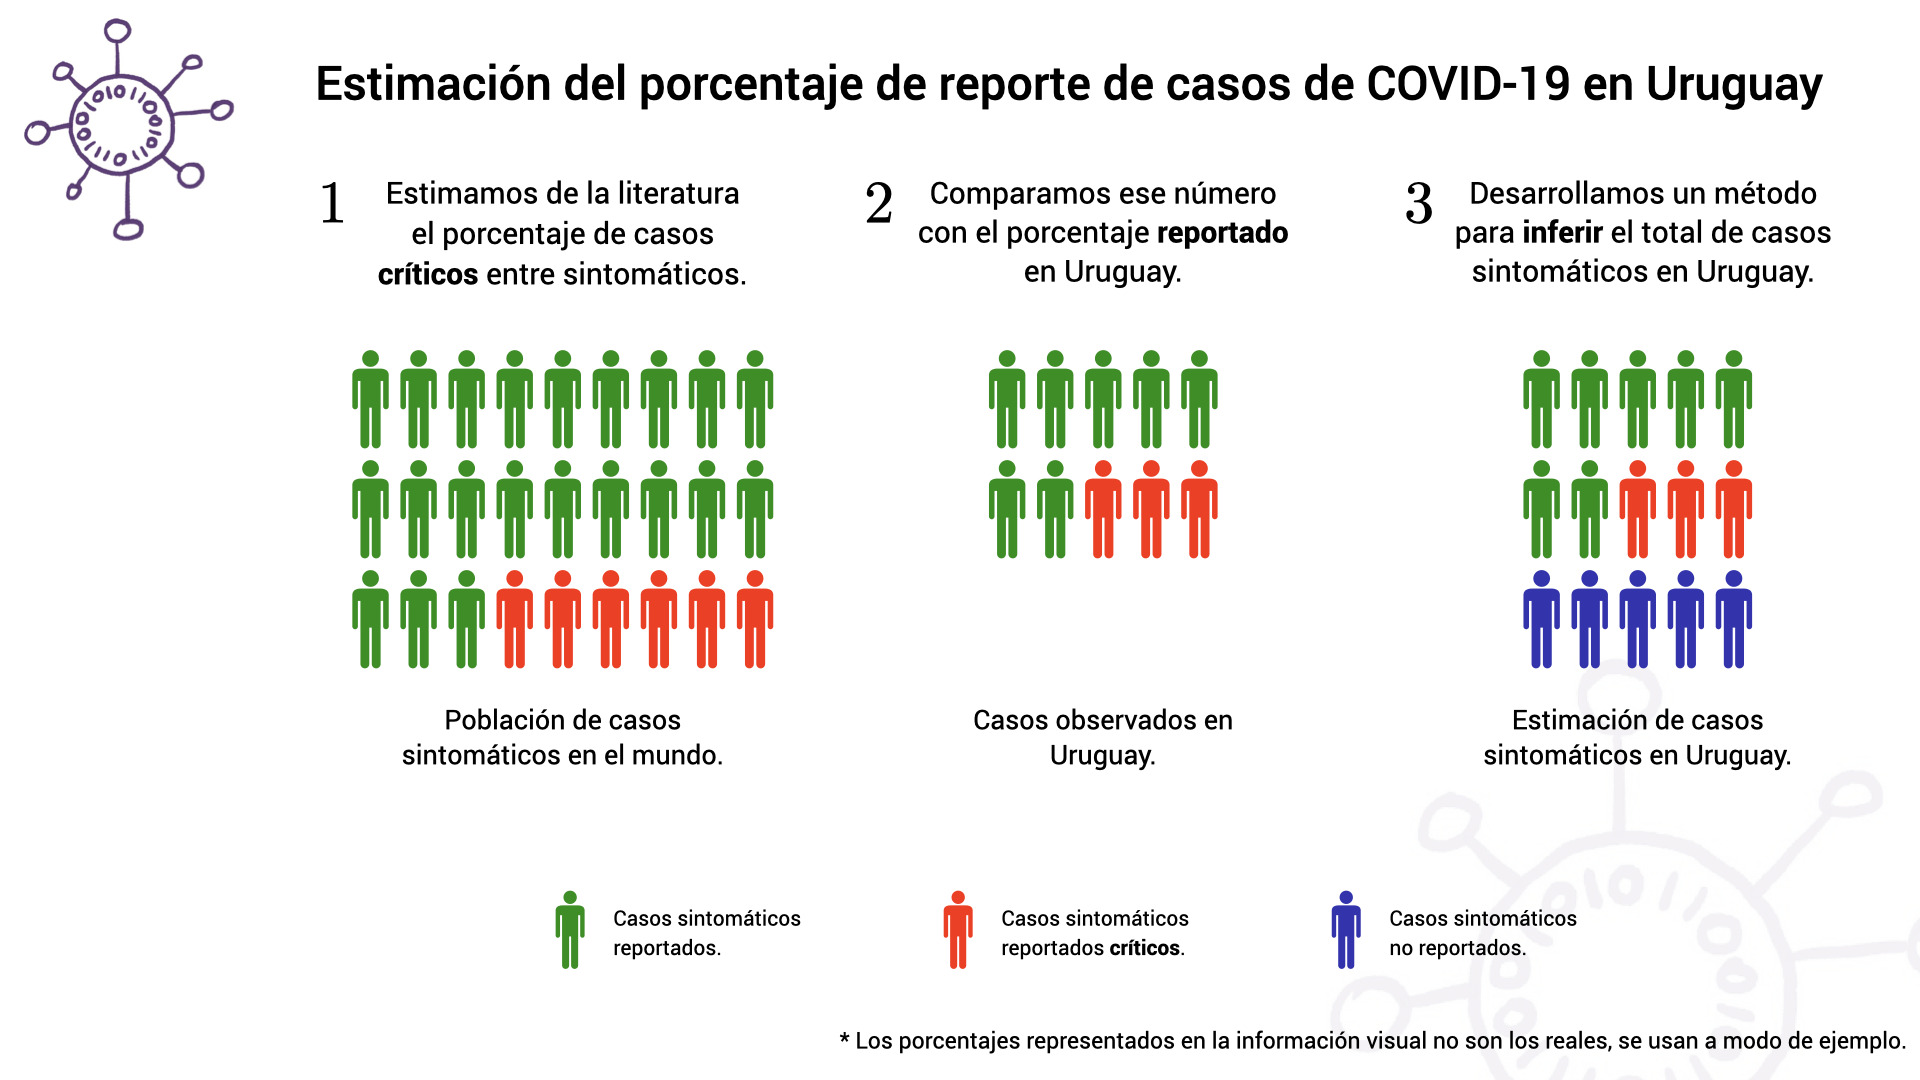 Estimación del porcentaje de reporte de casos de COVID-19 en Uruguay
1
Estimamos de la literatura
el porcentaje de casos
críticos entre sintomáticos.
2
Comparamos ese número
con el porcentaje reportado
en Uruguay.
3
Desarrollamos un método
para inferir el total de casos
sintomáticos en Uruguay.
Población de casos
sintomáticos en el mundo.
Casos observados en
Uruguay.
Estimación de casos
sintomáticos en Uruguay.
Casos sintomáticos
reportados.
Casos sintomáticos
reportados críticos.
Casos sintomáticos
no reportados.
* Los porcentajes representados en la información visual no son los reales, se usan a modo de ejemplo.